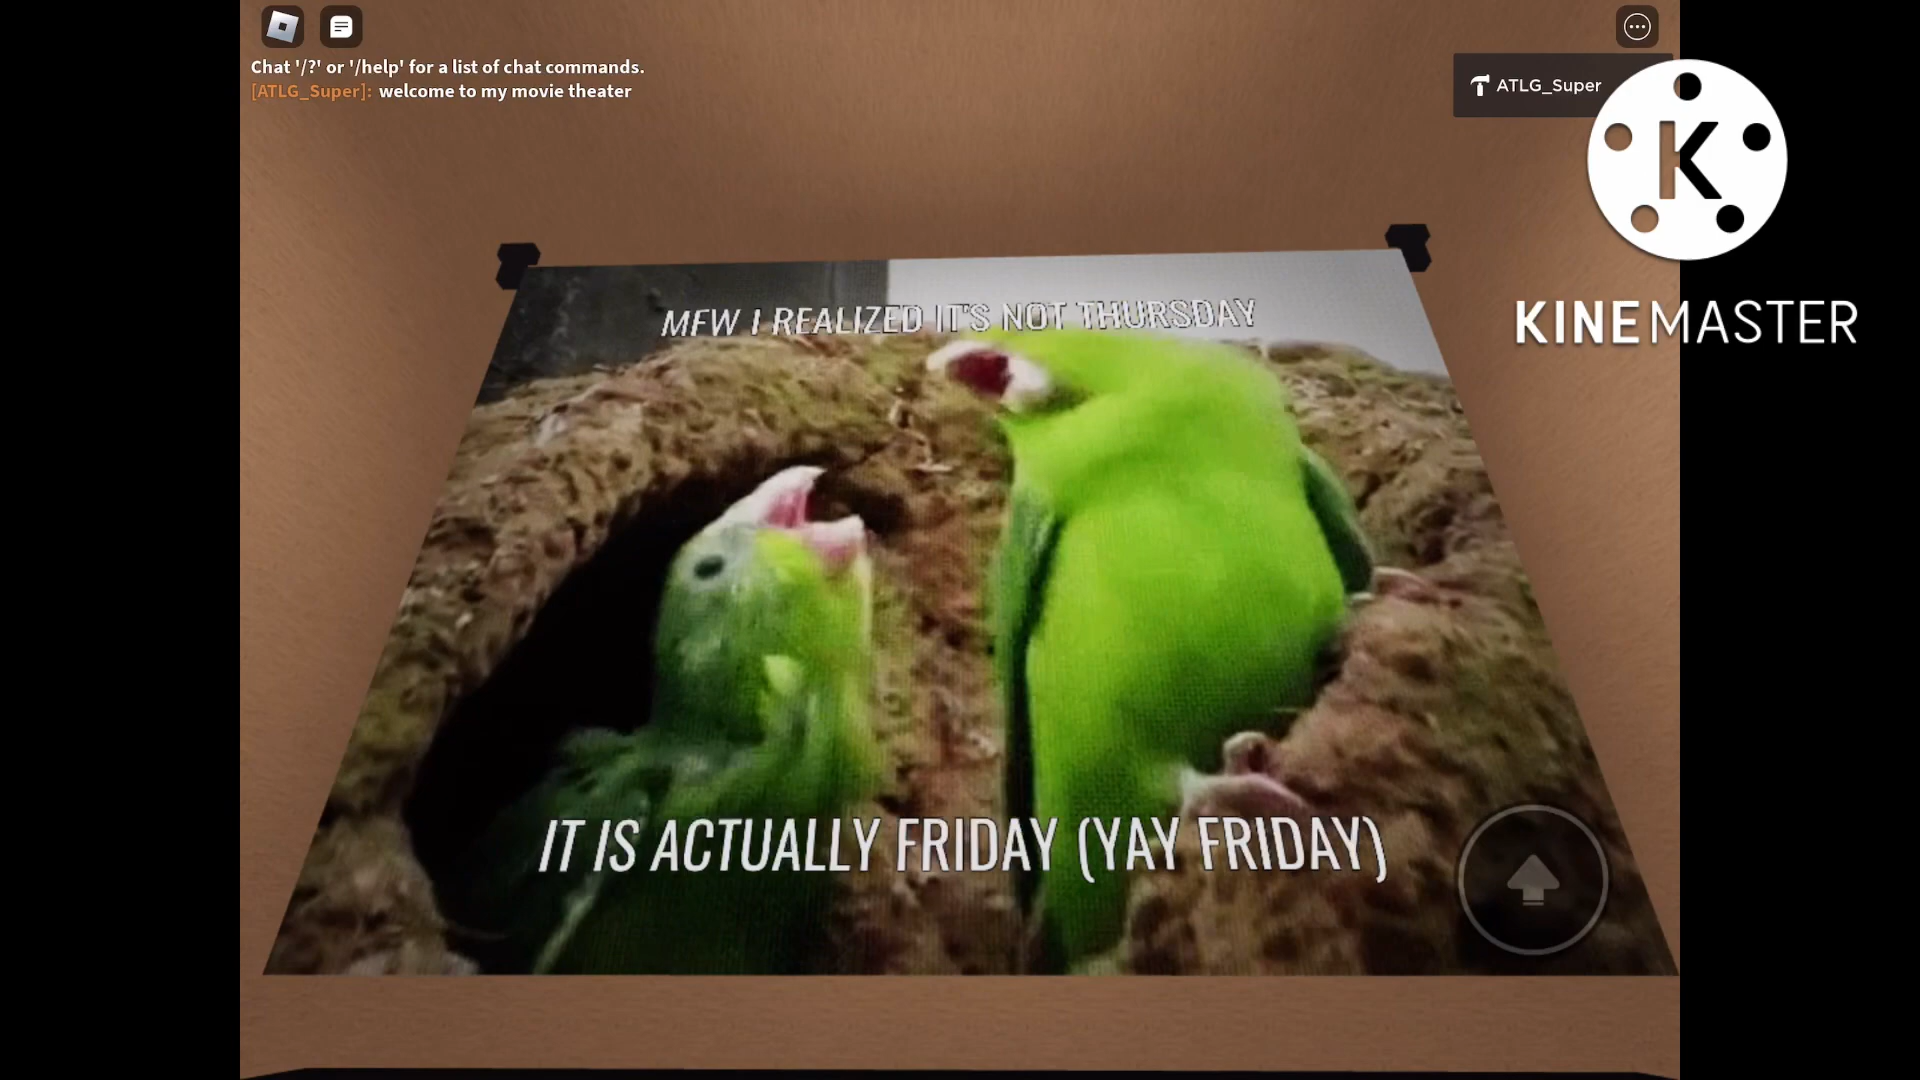 Chat '/?' or '/help' for a list of chat commands.
[ATLG_Super]: welcome to my movie theater
ATLG_Super
K
KINEMASTER
MFW I REALIZED IT'S NOT THURSDAY
IT IS ACTUALLY FRIDAY (YAY FRIDAY)